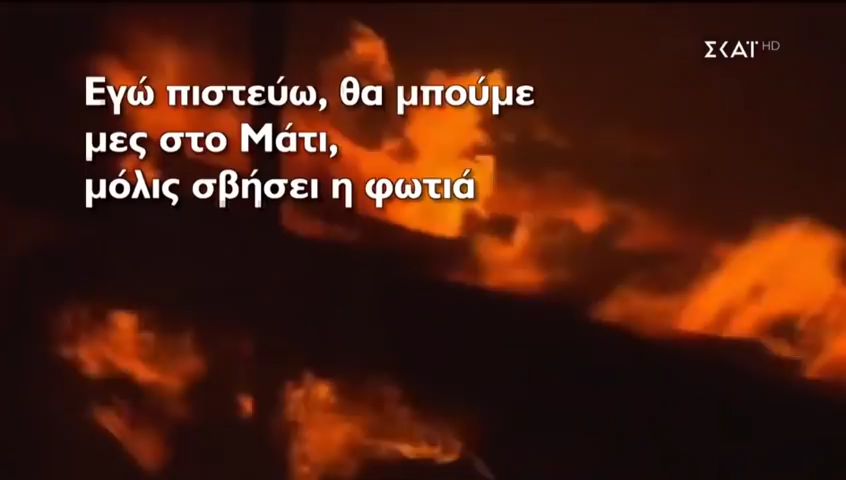 ΣΚΑΪ HD
Εγώ πιστεύω, θα μπούμε
μες στο Μάτι,
μόλις σβήσει η φωτιά